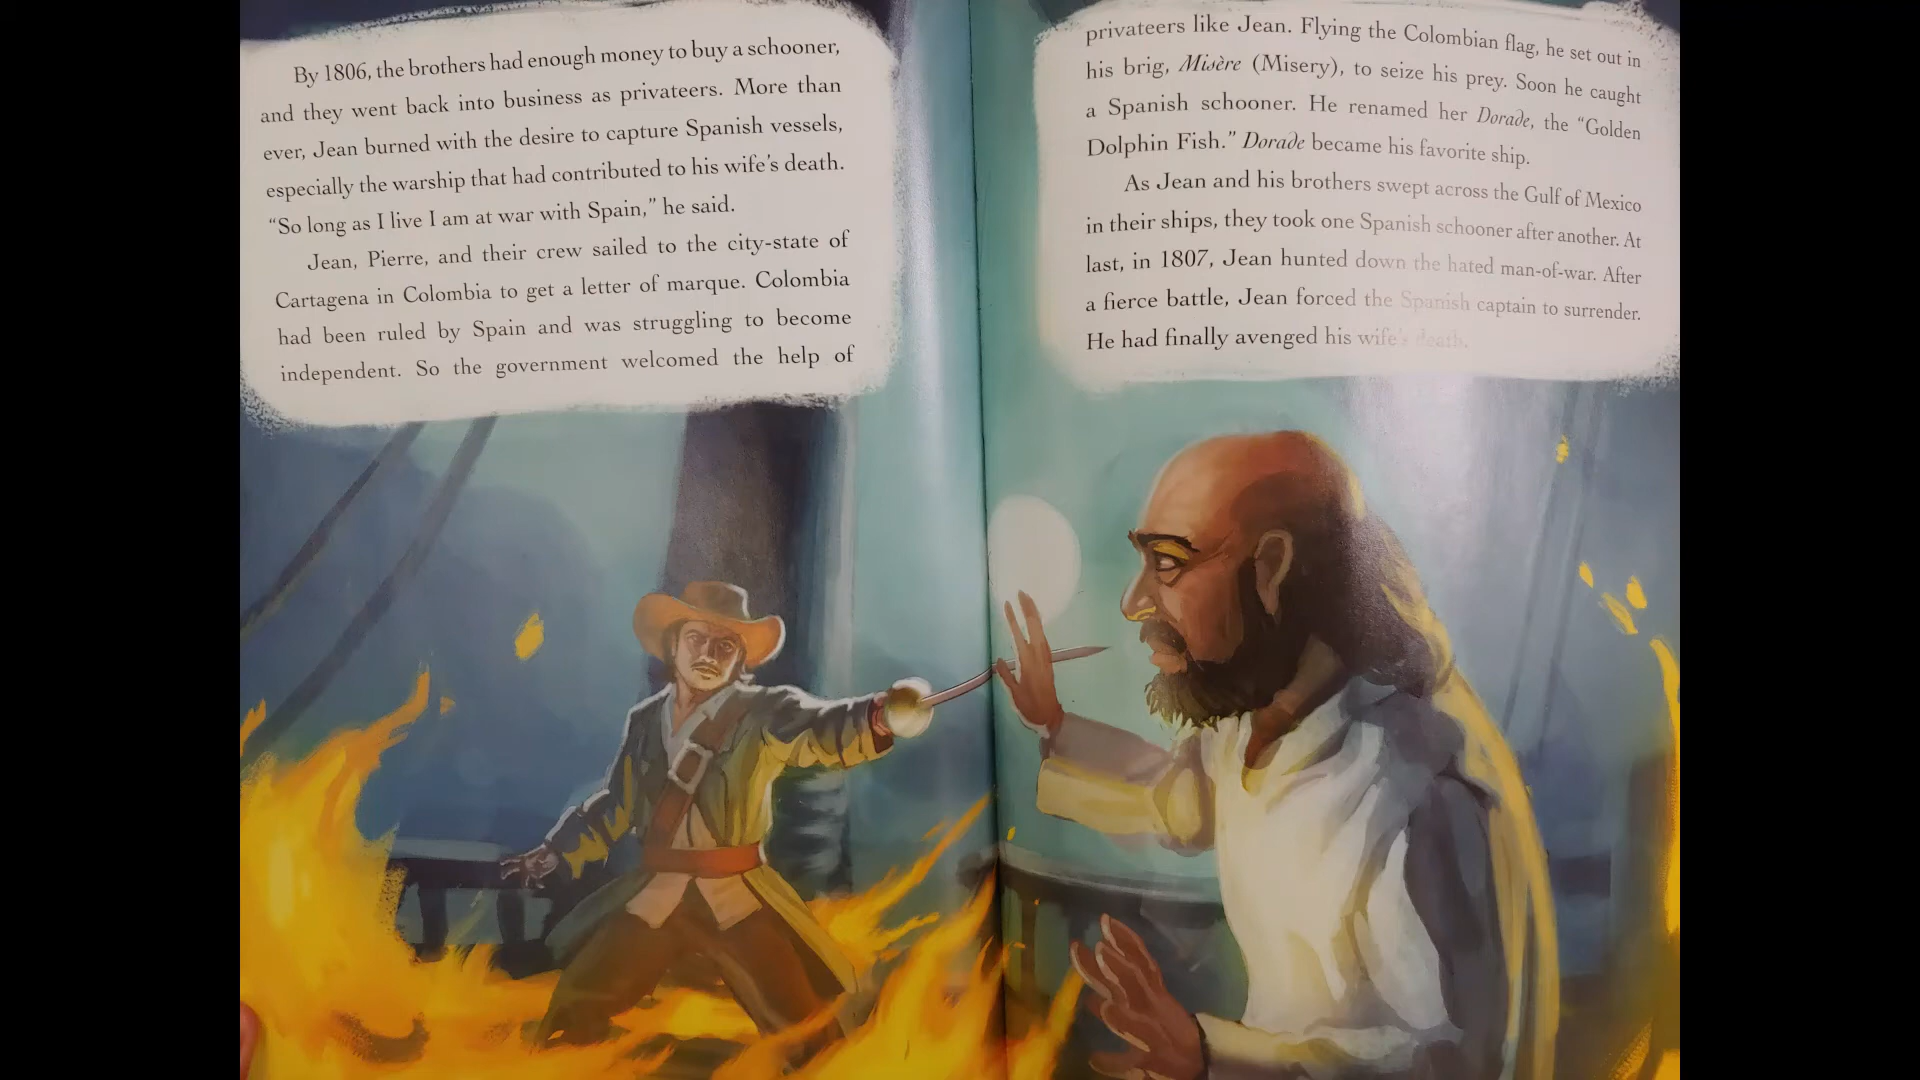 By 1806, the brothers had enough money to buy a schooner,
and they went back into business as privateers. More than
ever, Jean burned with the desire to capture Spanish vessels,
especially the warship that had contributed to his wife's death.
“So long as I live I am at war with Spain,” he said.
Jean, Pierre, and their crew sailed to the city-state of
Cartagena in Colombia to get a letter of marque. Colombia
had been ruled by Spain and was struggling to become
independent. So the government welcomed the help of
privateers like Jean. Flying the Colombian flag, he set out in
his brig, Misère (Misery), to seize his prey. Soon he caught
a Spanish schooner. He renamed her Dorade, the “Golden
Dolphin Fish.” Dorade became his favorite ship.
As Jean and his brothers swept across the Gulf of Mexico
in their ships, they took one Spanish schooner after another. At
last, in 1807, Jean hunted down the hated man-of-war. After
a fierce battle, Jean forced the Spanish captain to surrender.
He had finally avenged his wife's death.